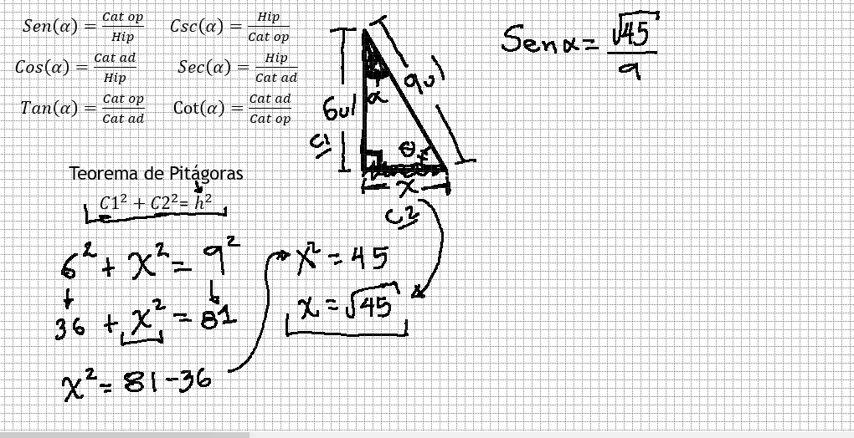 Sen(α) = Cat op / Hip    Csc(α) = Hip / Cat op
Cos(α) = Cat ad / Hip    Sec(α) = Hip / Cat ad
Tan(α) = Cat op / Cat ad    Cot(α) = Cat ad / Cat op
Teorema de Pitágoras
C1² + C2² = h²
6² + x² = 9²
36 + x² = 81
x² = 81 - 36
x² = 45
x = √45
6ul
C1
α
9ul
θ
x
C2
Sen α = √45 / 9